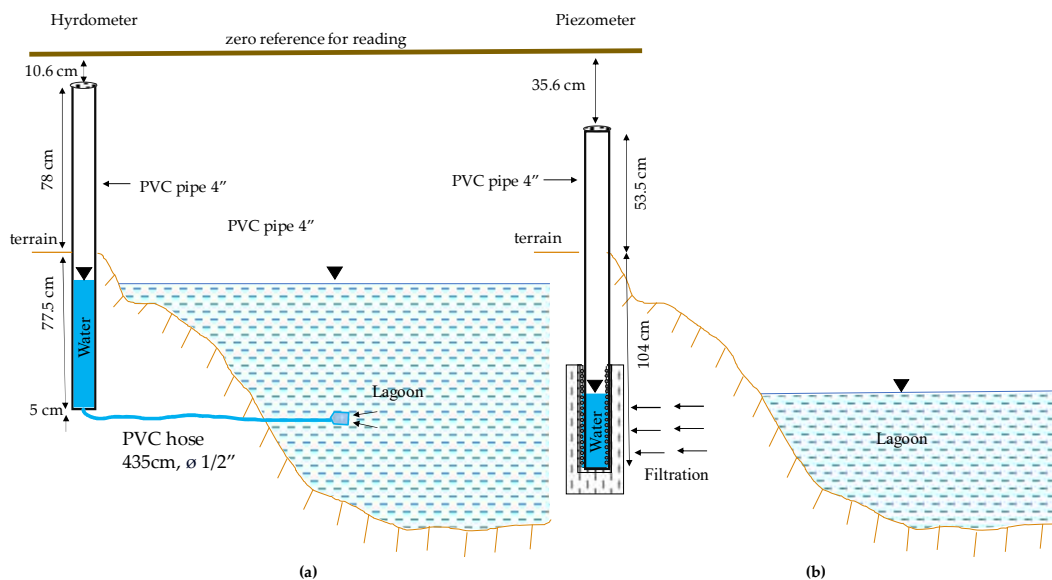 Hyrdometer
Piezometer
zero reference for reading
10.6 cm
35.6 cm
78 cm
PVC pipe 4”
PVC pipe 4”
53.5 cm
PVC pipe 4”
terrain
terrain
77.5 cm
Water
Lagoon
5 cm
PVC hose
435cm, ø 1/2”
104 cm
Water
Filtration
Lagoon
(a)
(b)